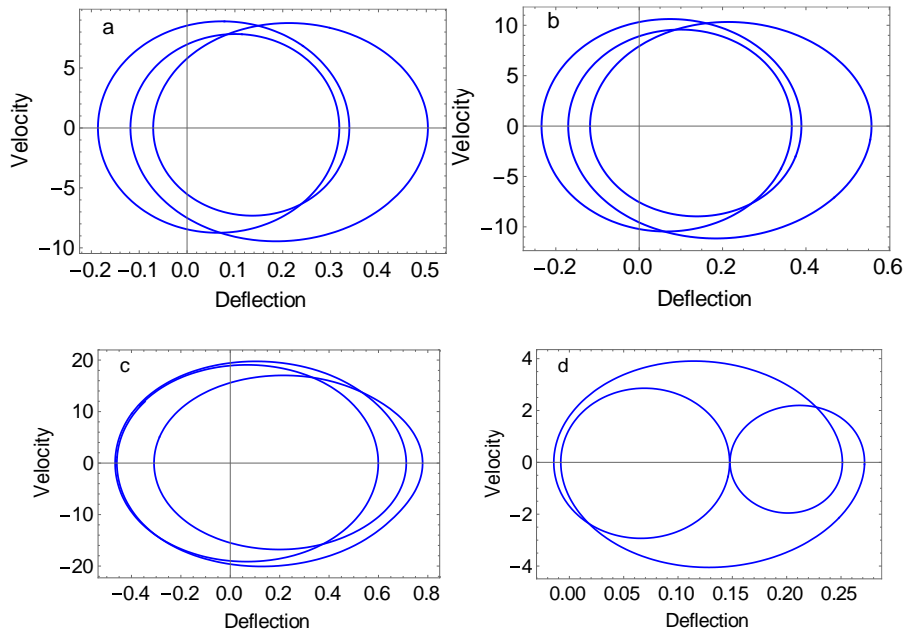 a
5
0
−5
−10
Velocity
−0.2 −0.1 0.0 0.1 0.2 0.3 0.4 0.5
Deflection
b
10
5
0
−5
−10
Velocity
−0.2 0.0 0.2 0.4 0.6
Deflection
c
20
10
0
−10
−20
Velocity
−0.4 −0.2 0.0 0.2 0.4 0.6 0.8
Deflection
d
4
2
0
−2
−4
Velocity
0.00 0.05 0.10 0.15 0.20 0.25
Deflection